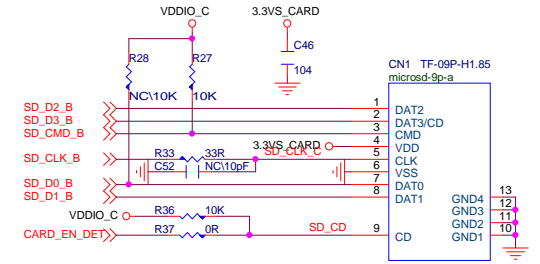 VDDIO_C 3.3VS_CARD
R28 R27 C46
104
NC\10K 10K
CN1 TF-09P-H1.85
microsd-9p-a
SD_D2_B 1 DAT2
SD_D3_B 2 DAT3/CD
SD_CMD_B 3 CMD
3.3VS_CARD 4 VDD
SD_CLK_B R33 33R SD_CLK_C 5 CLK
C52 NC\10pF 6 VSS
SD_D0_B 7 DAT0
SD_D1_B 8 DAT1
GND4 13
GND3 12
GND2 11
GND1 10
VDDIO_C R36 10K
CARD_EN_DET R37 0R SD_CD 9 CD